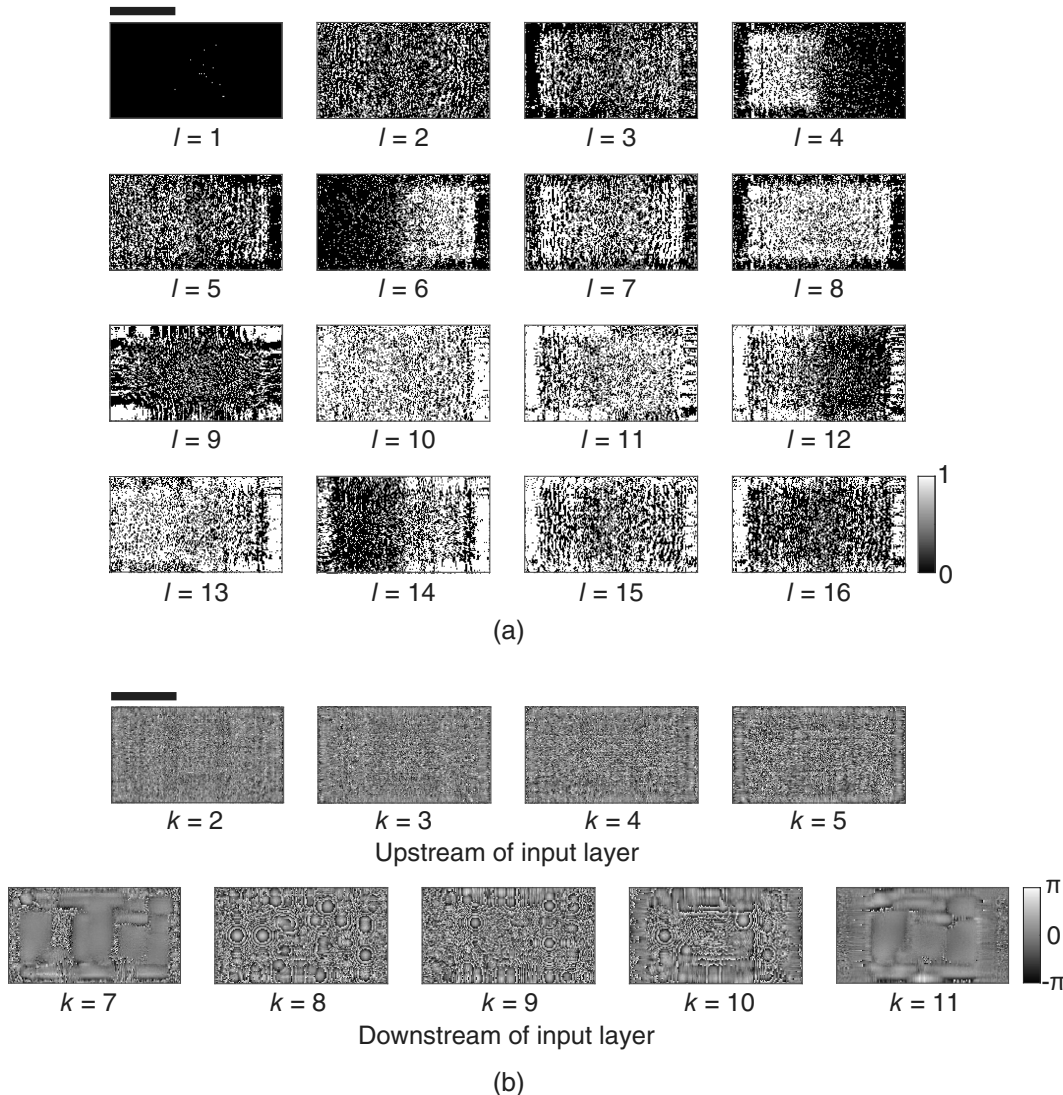 l = 1 l = 2 l = 3 l = 4
l = 5 l = 6 l = 7 l = 8
l = 9 l = 10 l = 11 l = 12
1
0
l = 13 l = 14 l = 15 l = 16
(a)
k = 2 k = 3 k = 4 k = 5
Upstream of input layer
π
0
-π
k = 7 k = 8 k = 9 k = 10 k = 11
Downstream of input layer
(b)